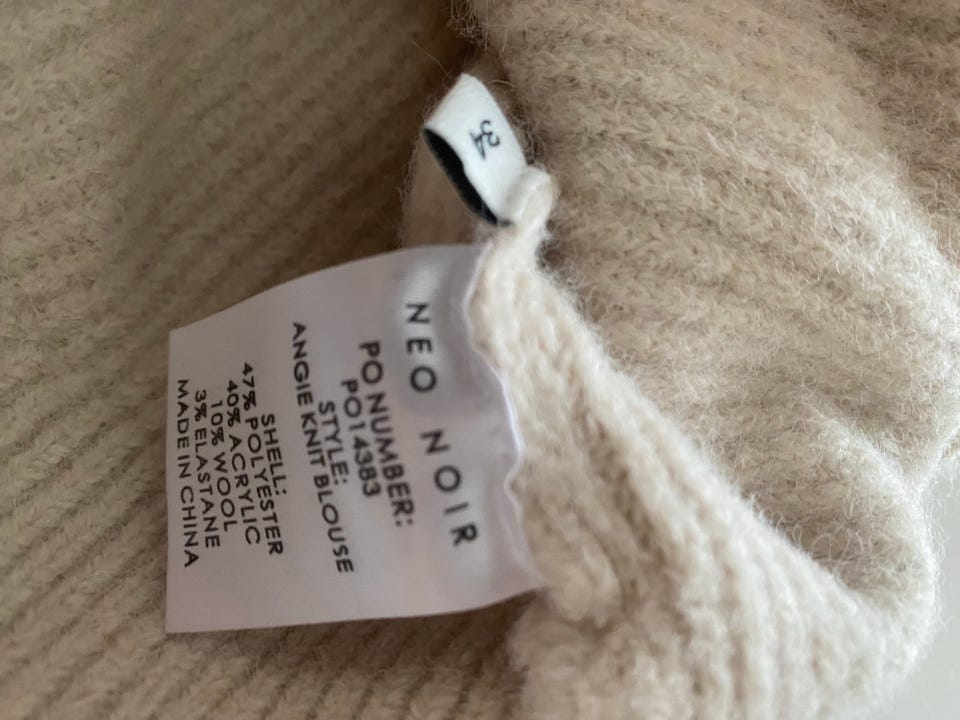 34
NEO NOIR
PO NUMBER:
PO14383
STYLE:
ANGIE KNIT BLOUSE
SHELL:
47% POLYESTER
40% ACRYLIC
10% WOOL
3% ELASTANE
MADE IN CHINA